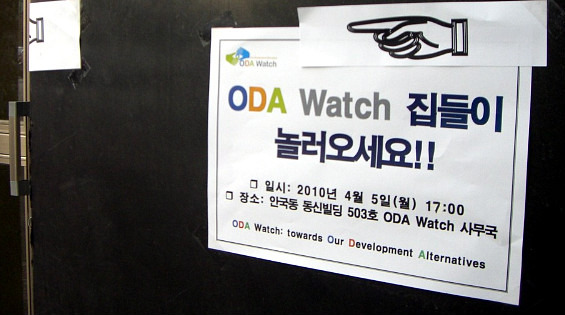 ODA Watch
ODA Watch 집들이
놀러오세요!!
□ 일시: 2010년 4월 5일(월) 17:00
□ 장소: 안국동 동신빌딩 503호 ODA Watch 사무국
ODA Watch: towards Our Development Alternatives